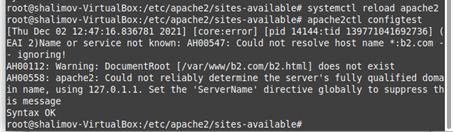 root@shalimov-VirtualBox:/etc/apache2/sites-available# systemctl reload apache2
root@shalimov-VirtualBox:/etc/apache2/sites-available# apache2ctl configtest
[Thu Dec 02 12:47:16.836781 2021] [core:error] [pid 14144:tid 139771041692736] (
EAI 2)Name or service not known: AH00547: Could not resolve host name *:b2.com -
- ignoring!
AH00112: Warning: DocumentRoot [/var/www/b2.com/b2.html] does not exist
AH00558: apache2: Could not reliably determine the server's fully qualified doma
in name, using 127.0.1.1. Set the 'ServerName' directive globally to suppress th
is message
Syntax OK
root@shalimov-VirtualBox:/etc/apache2/sites-available#